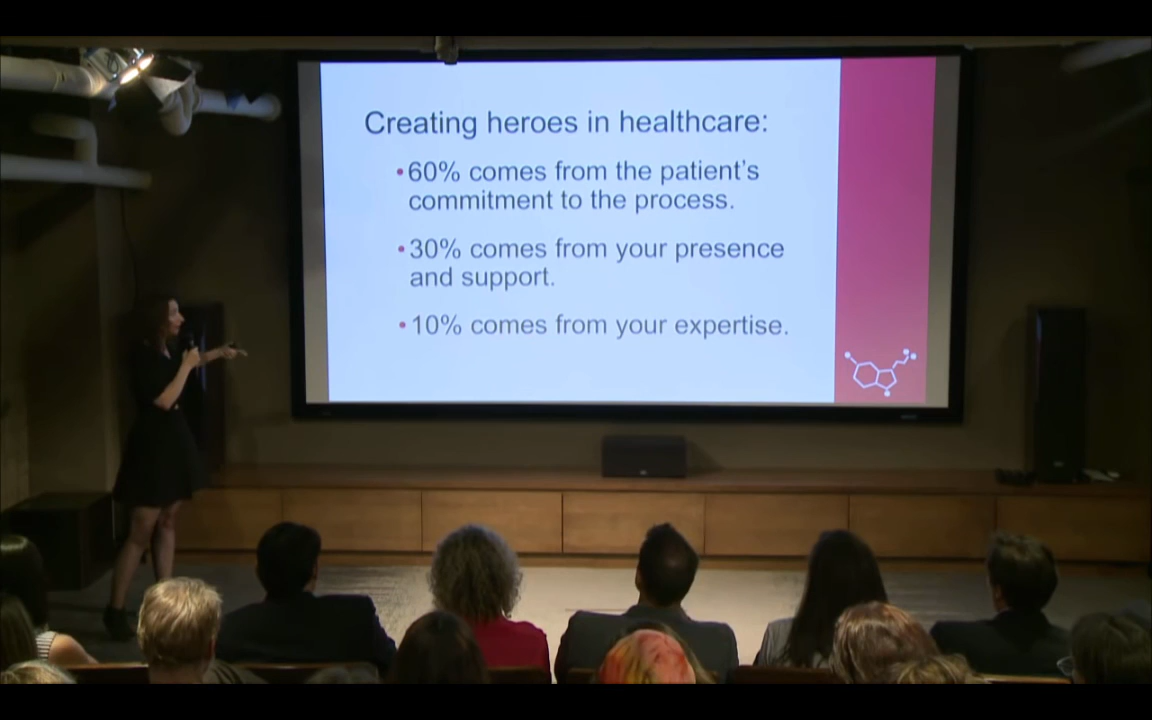 Creating heroes in healthcare:
•60% comes from the patient's
commitment to the process.
•30% comes from your presence
and support.
•10% comes from your expertise.